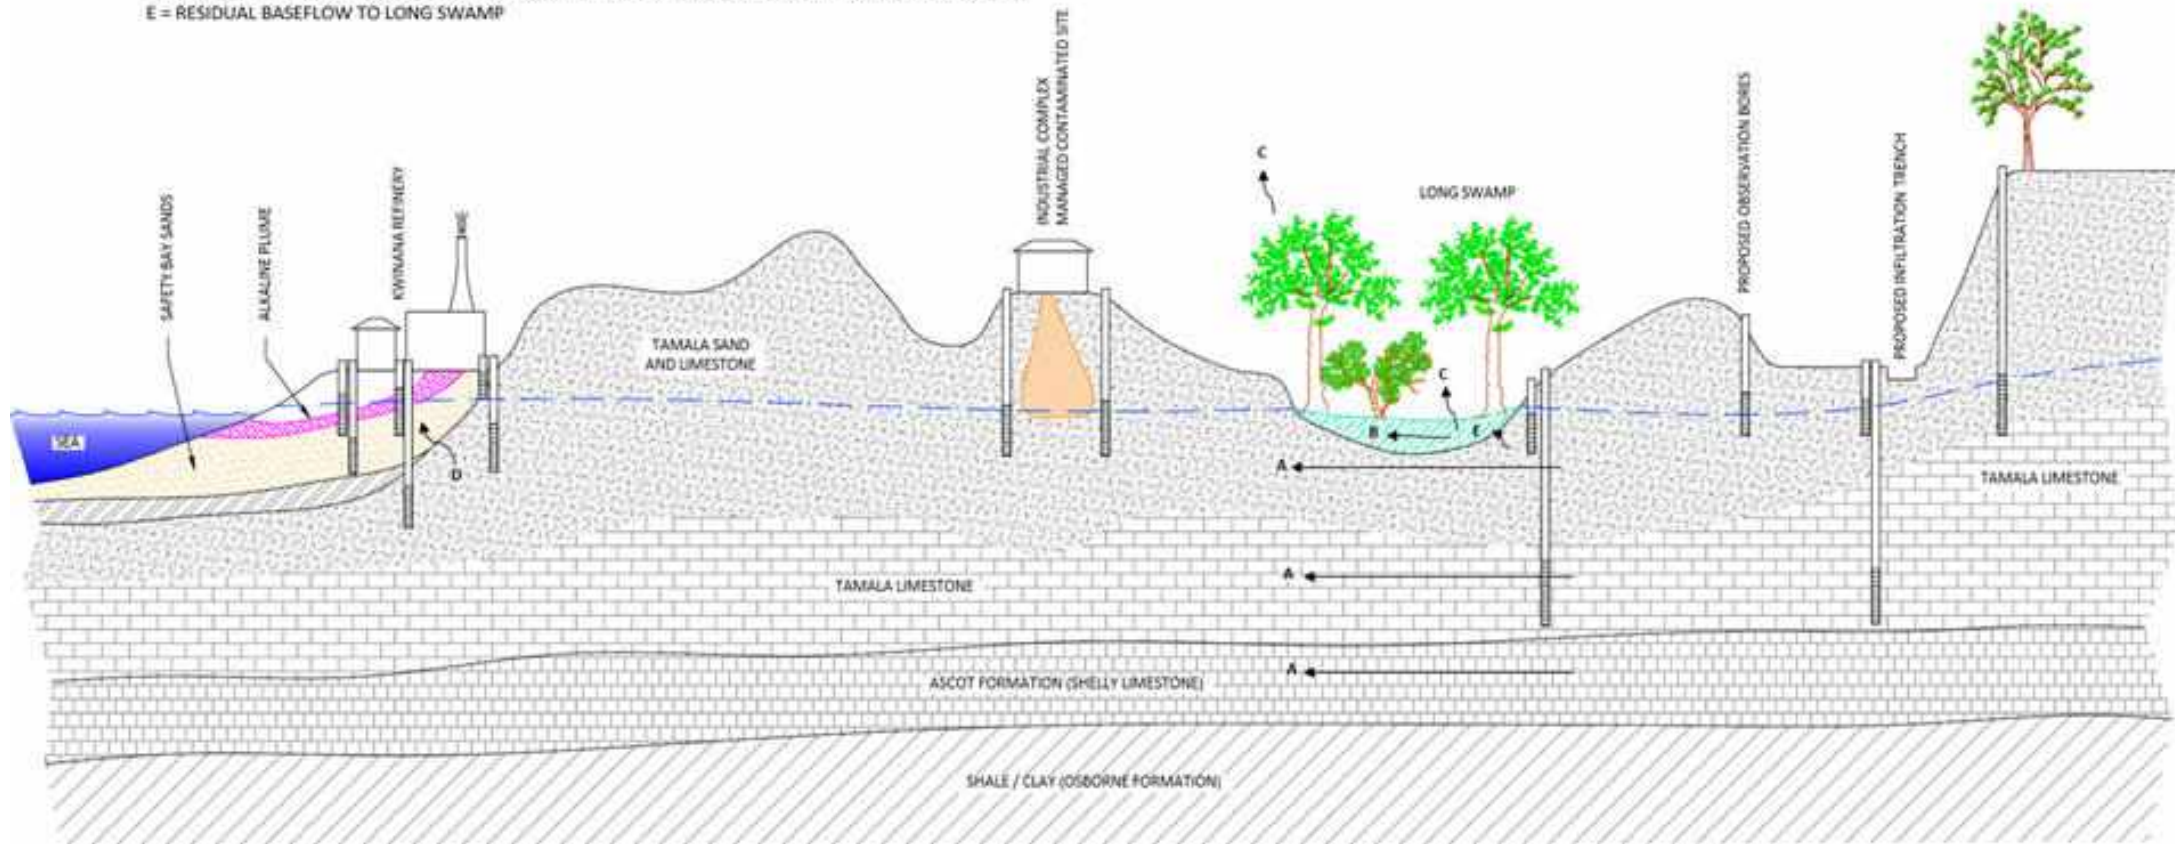 E = RESIDUAL BASEFLOW TO LONG SWAMP
SAFETY BAY SANDS
ALKALINE PLUME
KWINANA REFINERY
INDUSTRIAL COMPLEX
MANAGED CONTAMINATED SITE
C
LONG SWAMP
PROPOSED OBSERVATION BORES
PROPOSED INFILTRATION TRENCH
TAMALA SAND
AND LIMESTONE
C
SEA
B
E
D
A
TAMALA LIMESTONE
A
TAMALA LIMESTONE
A
ASCOT FORMATION (SHELLY LIMESTONE)
SHALE / CLAY (OSBORNE FORMATION)